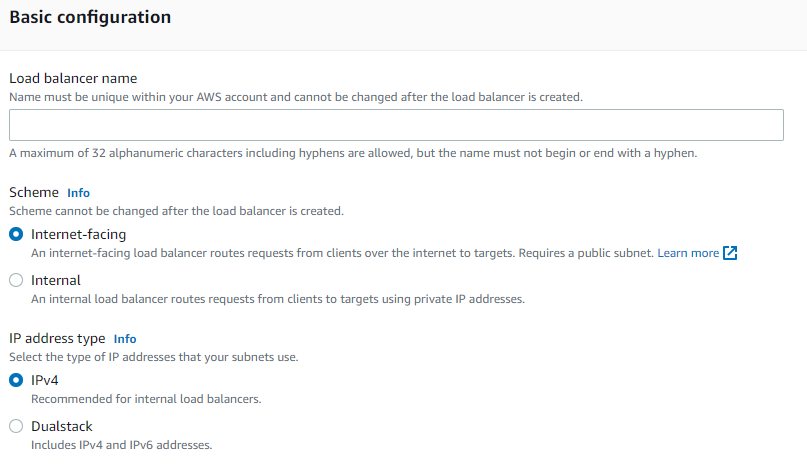 Basic configuration
Load balancer name
Name must be unique within your AWS account and cannot be changed after the load balancer is created.
A maximum of 32 alphanumeric characters including hyphens are allowed, but the name must not begin or end with a hyphen.
Scheme Info
Scheme cannot be changed after the load balancer is created.
Internet-facing
An internet-facing load balancer routes requests from clients over the internet to targets. Requires a public subnet. Learn more
Internal
An internal load balancer routes requests from clients to targets using private IP addresses.
IP address type Info
Select the type of IP addresses that your subnets use.
IPv4
Recommended for internal load balancers.
Dualstack
Includes IPv4 and IPv6 addresses.